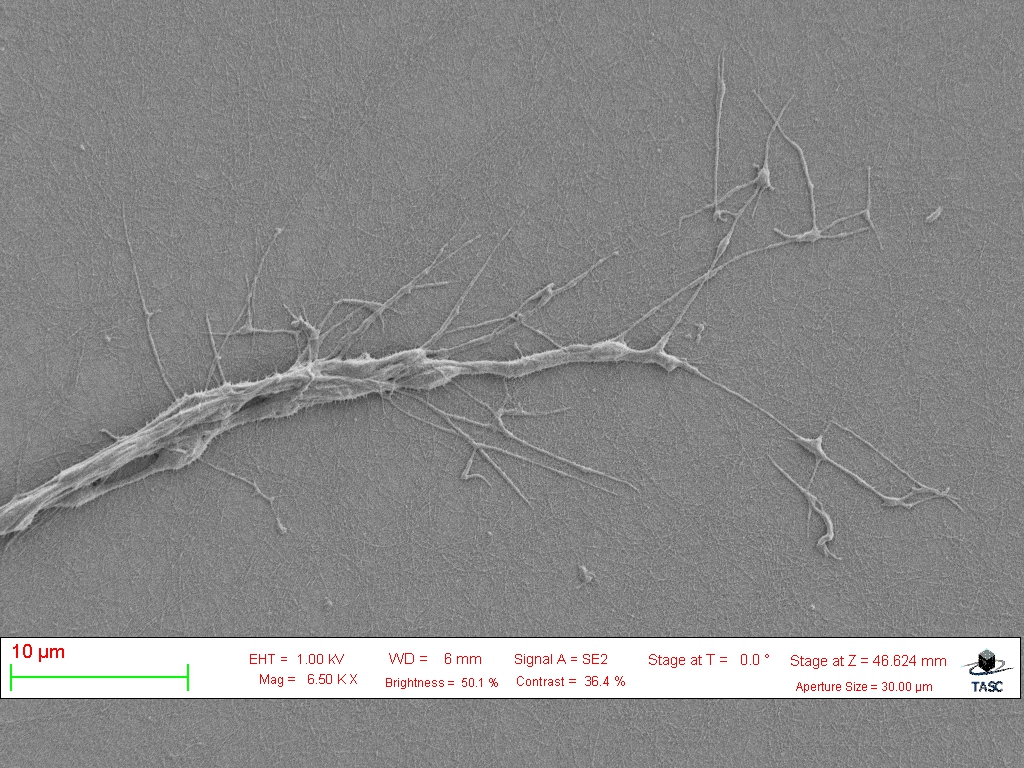 10 µm
EHT = 1.00 kV WD = 6 mm Signal A = SE2 Stage at T = 0.0 ° Stage at Z = 46.624 mm
Mag = 6.50 K X Brightness = 50.1 % Contrast = 36.4 % Aperture Size = 30.00 µm
TASC